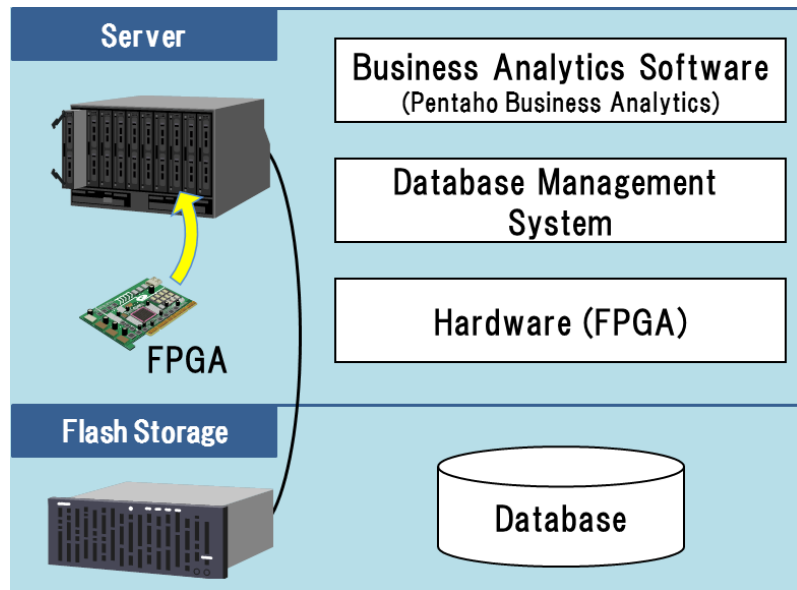 Server
Business Analytics Software
(Pentaho Business Analytics)
Database Management
System
Hardware (FPGA)
FPGA
Flash Storage
Database